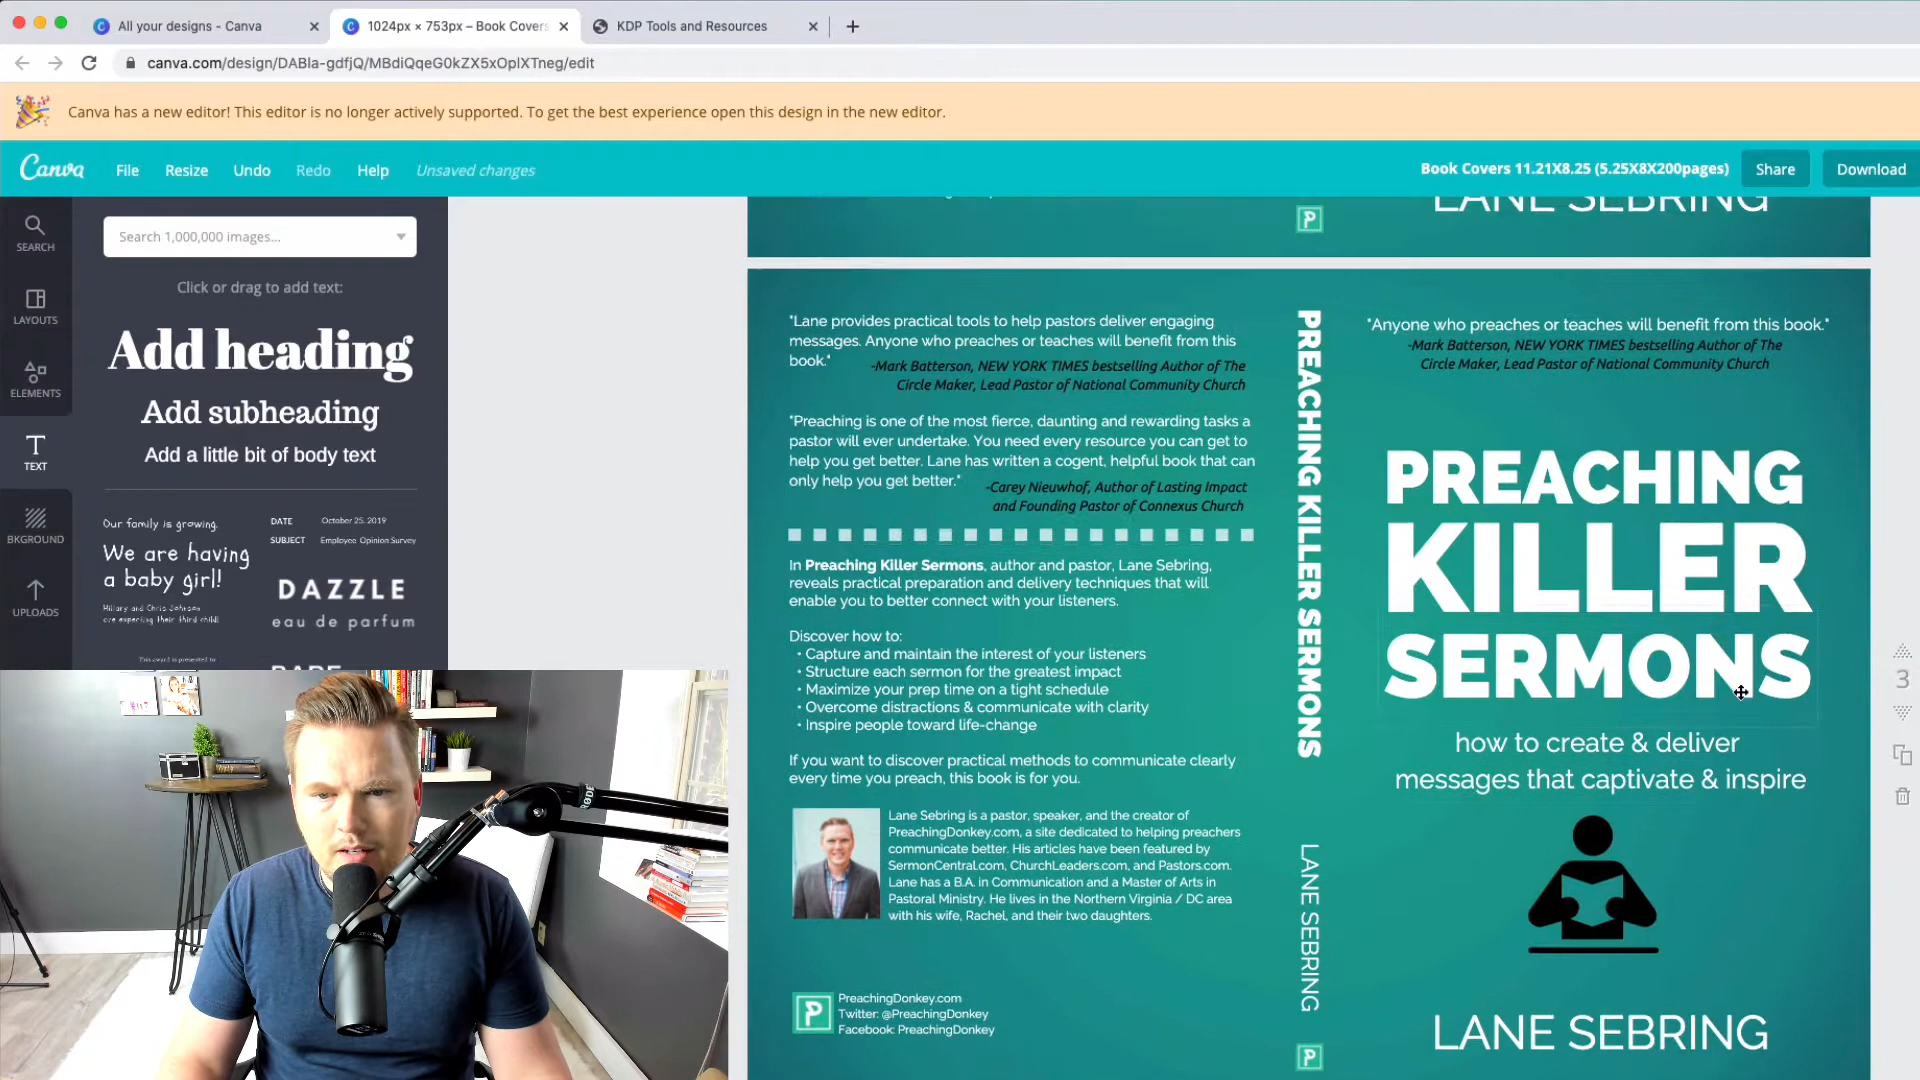 All your designs - Canva
1024px × 753px – Book Covers
KDP Tools and Resources
canva.com/design/DABla-gdfjQ/MBdiQqeG0kZX5xOplXTneg/edit
Canva has a new editor! This editor is no longer actively supported. To get the best experience open this design in the new editor.
Canva
File
Resize
Undo
Redo
Help
Unsaved changes
Book Covers 11.21X8.25 (5.25X8X200pages)
Share
Download
SEARCH
LAYOUTS
ELEMENTS
TEXT
BKGROUND
UPLOADS
Search 1,000,000 images...
Click or drag to add text:
Add heading
Add subheading
Add a little bit of body text
Our family is growing.
We are having
a baby girl!
Hillary and Chris Johnson
are expecting their third child!
DATE October 25, 2019
SUBJECT Employee Opinion Survey
DAZZLE
eau de parfum
This award is presented to
LANE SEBRING
"Lane provides practical tools to help pastors deliver engaging
messages. Anyone who preaches or teaches will benefit from this
book."
-Mark Batterson, NEW YORK TIMES bestselling Author of The
Circle Maker, Lead Pastor of National Community Church
"Preaching is one of the most fierce, daunting and rewarding tasks a
pastor will ever undertake. You need every resource you can get to
help you get better. Lane has written a cogent, helpful book that can
only help you get better."
-Carey Nieuwhof, Author of Lasting Impact
and Founding Pastor of Connexus Church
In Preaching Killer Sermons, author and pastor, Lane Sebring,
reveals practical preparation and delivery techniques that will
enable you to better connect with your listeners.
Discover how to:
• Capture and maintain the interest of your listeners
• Structure each sermon for the greatest impact
• Maximize your prep time on a tight schedule
• Overcome distractions & communicate with clarity
• Inspire people toward life-change
If you want to discover practical methods to communicate clearly
every time you preach, this book is for you.
Lane Sebring is a pastor, speaker, and the creator of
PreachingDonkey.com, a site dedicated to helping preachers
communicate better. His articles have been featured by
SermonCentral.com, ChurchLeaders.com, and Pastors.com.
Lane has a B.A. in Communication and a Master of Arts in
Pastoral Ministry. He lives in the Northern Virginia / DC area
with his wife, Rachel, and their two daughters.
P
PreachingDonkey.com
Twitter: @PreachingDonkey
Facebook: PreachingDonkey
P
PREACHING KILLER SERMONS
LANE SEBRING
P
"Anyone who preaches or teaches will benefit from this book."
-Mark Batterson, NEW YORK TIMES bestselling Author of The
Circle Maker, Lead Pastor of National Community Church
PREACHING
KILLER
SERMONS
how to create & deliver
messages that captivate & inspire
LANE SEBRING
3
RØDE